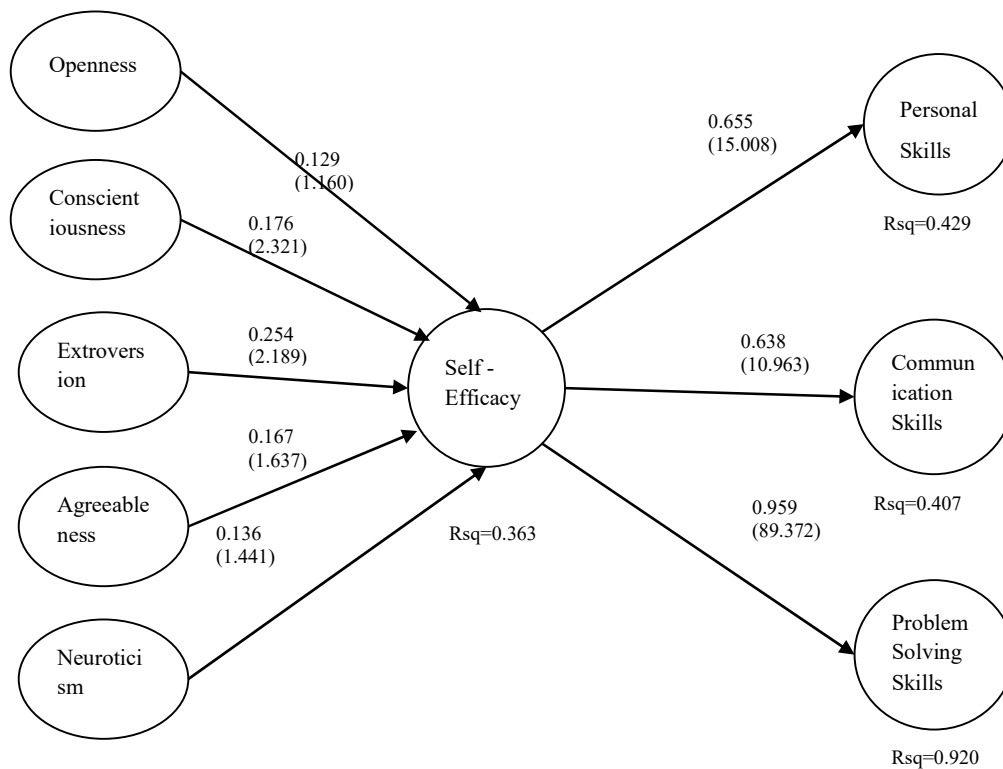 Openness
0.129
(1.160)
Conscient
iousness
0.176
(2.321)
Extrovers
ion
0.254
(2.189)
Agreeable
ness
0.167
(1.637)
0.136
(1.441)
Neurotici
sm
Self -
Efficacy
Rsq=0.363
0.655
(15.008)
Personal
Skills
Rsq=0.429
0.638
(10.963)
Commun
ication
Skills
Rsq=0.407
0.959
(89.372)
Problem
Solving
Skills
Rsq=0.920